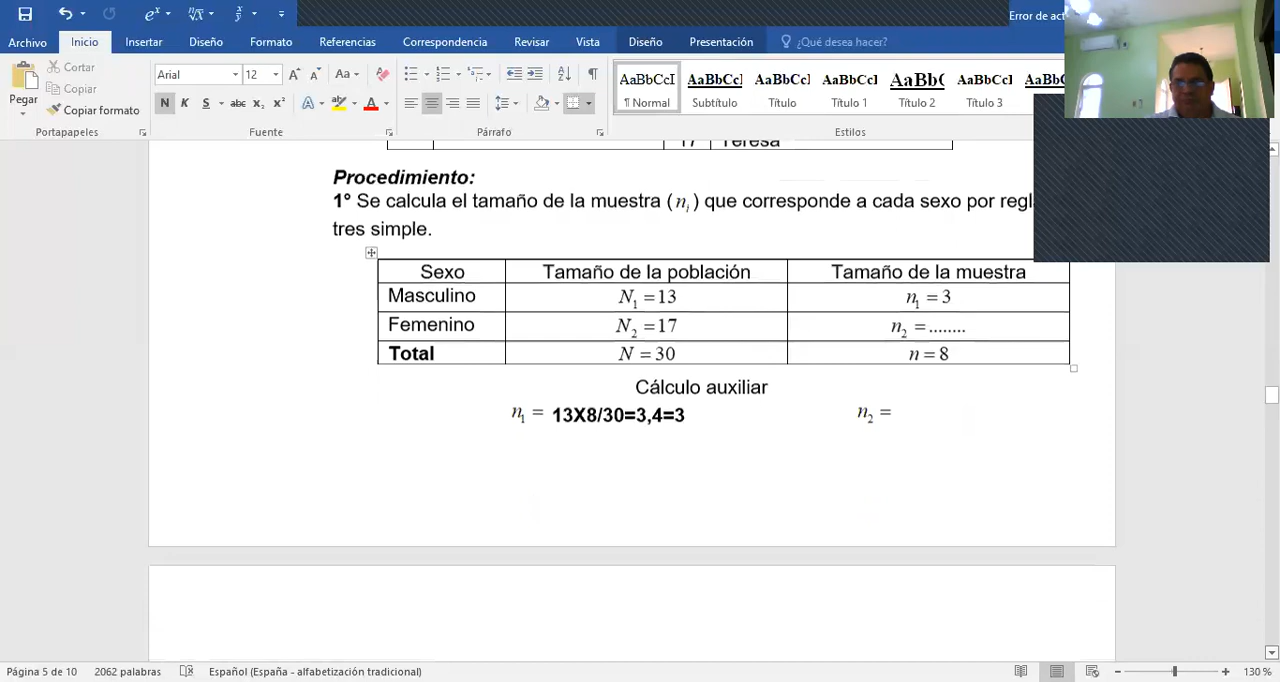 Error de act
Archivo Inicio Insertar Diseño Formato Referencias Correspondencia Revisar Vista Diseño Presentación ¿Qué desea hacer?
Cortar
Copiar
Copiar formato
Pegar
Portapapeles
Arial 12
Fuente
Párrafo
AaBbCcI AaBbCcl AaBbCcI AaBbCcl AaBb( AaBbCcl AaBbC
¶ Normal Subtítulo Título Título 1 Título 2 Título 3
Estilos
17 Teresa
Procedimiento:
1° Se calcula el tamaño de la muestra (nᵢ) que corresponde a cada sexo por regl
tres simple.
Sexo Tamaño de la población Tamaño de la muestra
Masculino N₁ =13 n₁ = 3
Femenino N₂ =17 n₂ =........
Total N = 30 n = 8
Cálculo auxiliar
n₁ = 13X8/30=3,4=3 n₂ =
Página 5 de 10 2062 palabras Español (España - alfabetización tradicional) 130 %